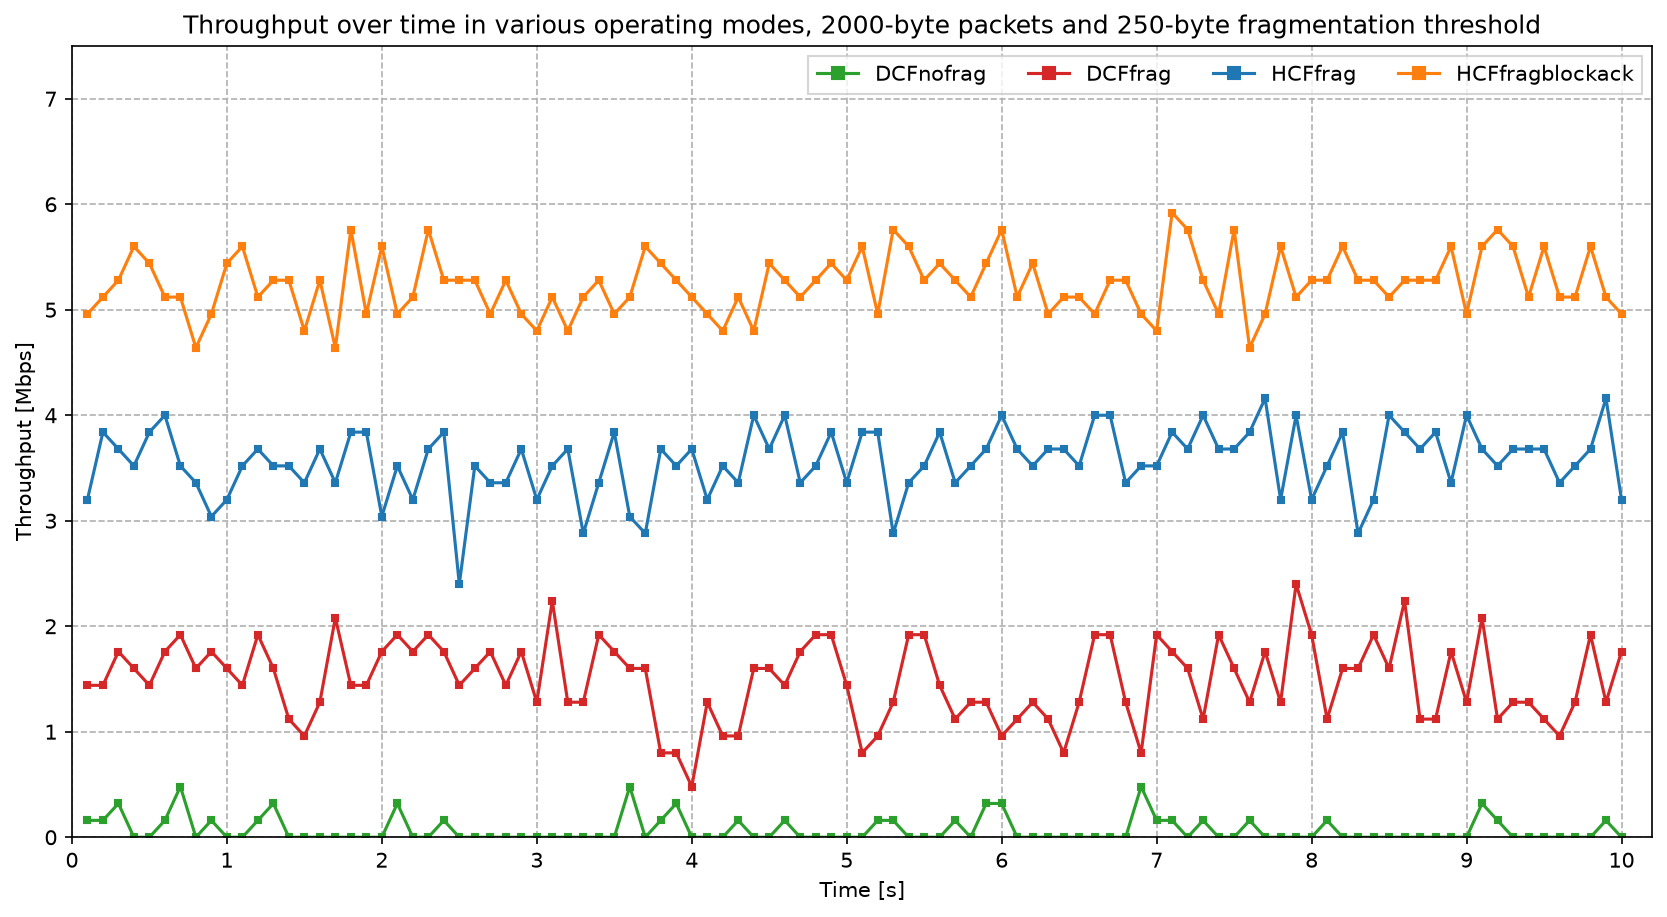 Throughput over time in various operating modes, 2000-byte packets and 250-byte fragmentation threshold
DCFnofrag DCFfrag HCFfrag HCFfragblockack
Throughput [Mbps]
7
6
5
4
3
2
1
0
0 1 2 3 4 5 6 7 8 9 10
Time [s]